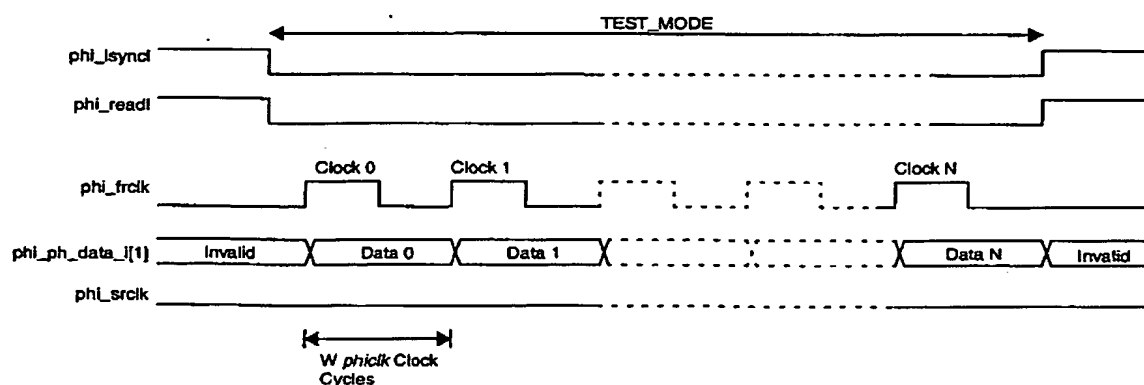 TEST_MODE
phi_lsyncl
phi_readl
Clock 0 Clock 1 Clock N
phi_frclk
phi_ph_data_i[1] Invalid Data 0 Data 1 Data N Invalid
phi_srclk
W phiclk Clock
Cycles